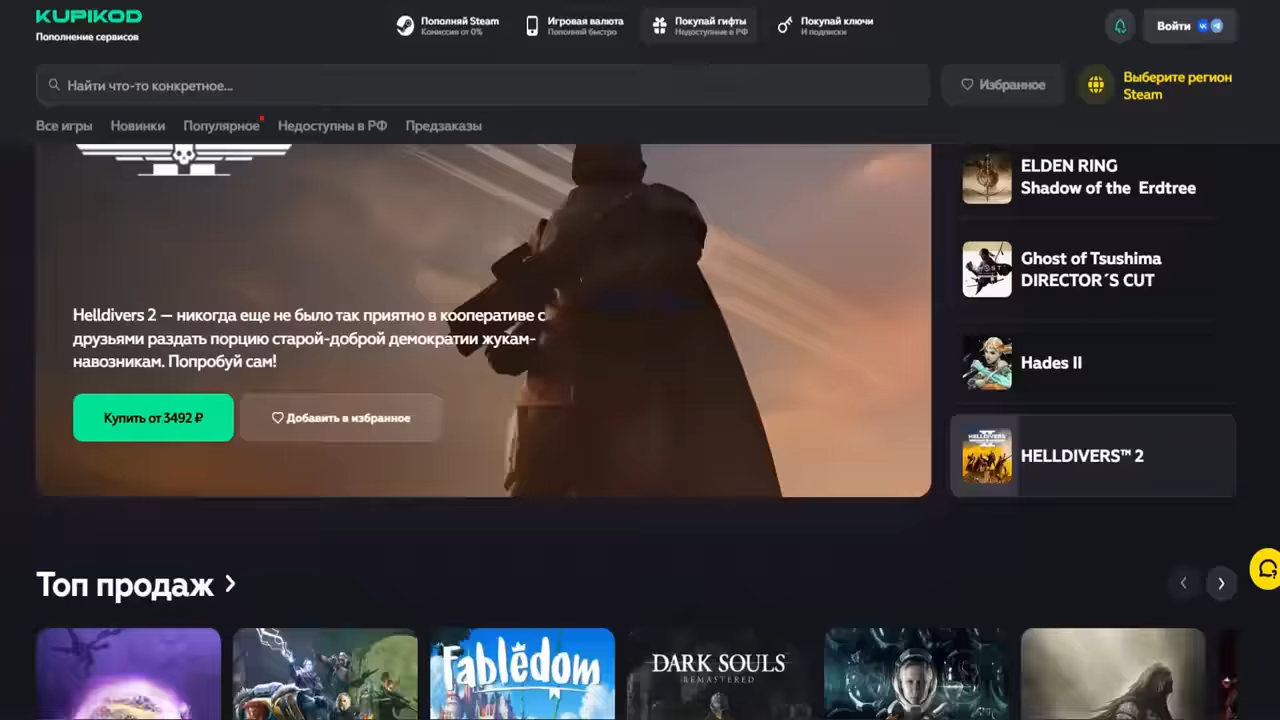 KUPIKOD
Пополнение сервисов
Пополняй Steam
Комиссия от 0%
Игровая валюта
Пополняй быстро
Покупай гифты
Недоступные в РФ
Покупай ключи
И подписки
Войти
Найти что-то конкретное...
Избранное
Выберите регион
Steam
Все игры
Новинки
Популярное
Недоступны в РФ
Предзаказы
Helldivers 2 — никогда еще не было так приятно в кооперативе с
друзьями раздать порцию старой-доброй демократии жукам-
навозникам. Попробуй сам!
Купить от 3492 ₽
Добавить в избранное
ELDEN RING
Shadow of the Erdtree
Ghost of Tsushima
DIRECTOR´S CUT
Hades II
HELLDIVERS™ 2
Топ продаж
Fabledom
DARK SOULS
REMASTERED